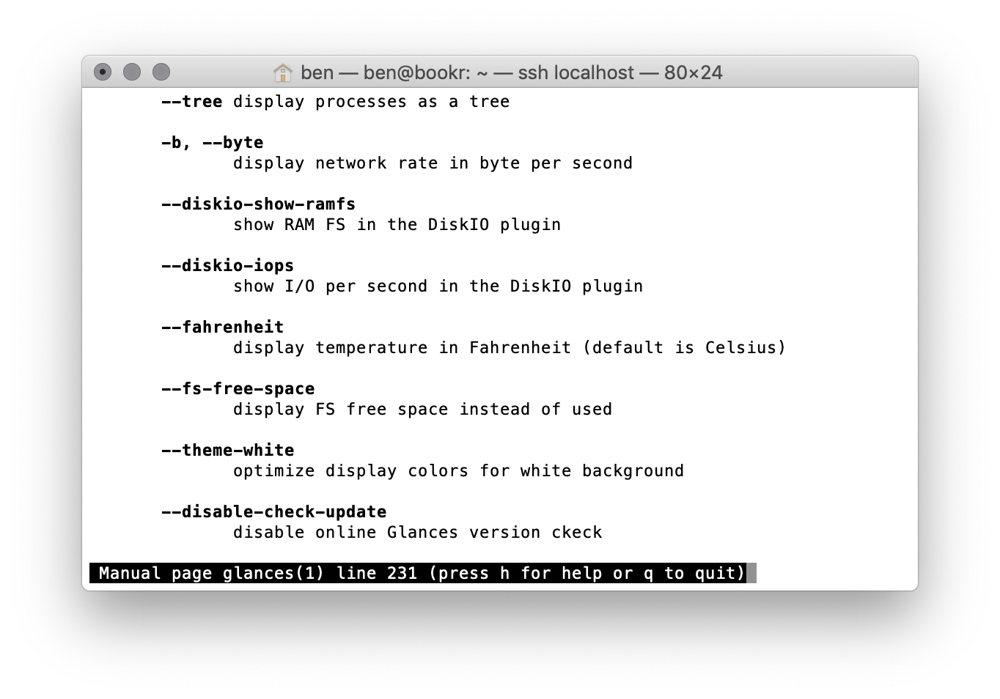 ben — ben@bookr: ~ — ssh localhost — 80×24
--tree display processes as a tree
-b, --byte
display network rate in byte per second
--diskio-show-ramfs
show RAM FS in the DiskIO plugin
--diskio-iops
show I/O per second in the DiskIO plugin
--fahrenheit
display temperature in Fahrenheit (default is Celsius)
--fs-free-space
display FS free space instead of used
--theme-white
optimize display colors for white background
--disable-check-update
disable online Glances version ckeck
Manual page glances(1) line 231 (press h for help or q to quit)